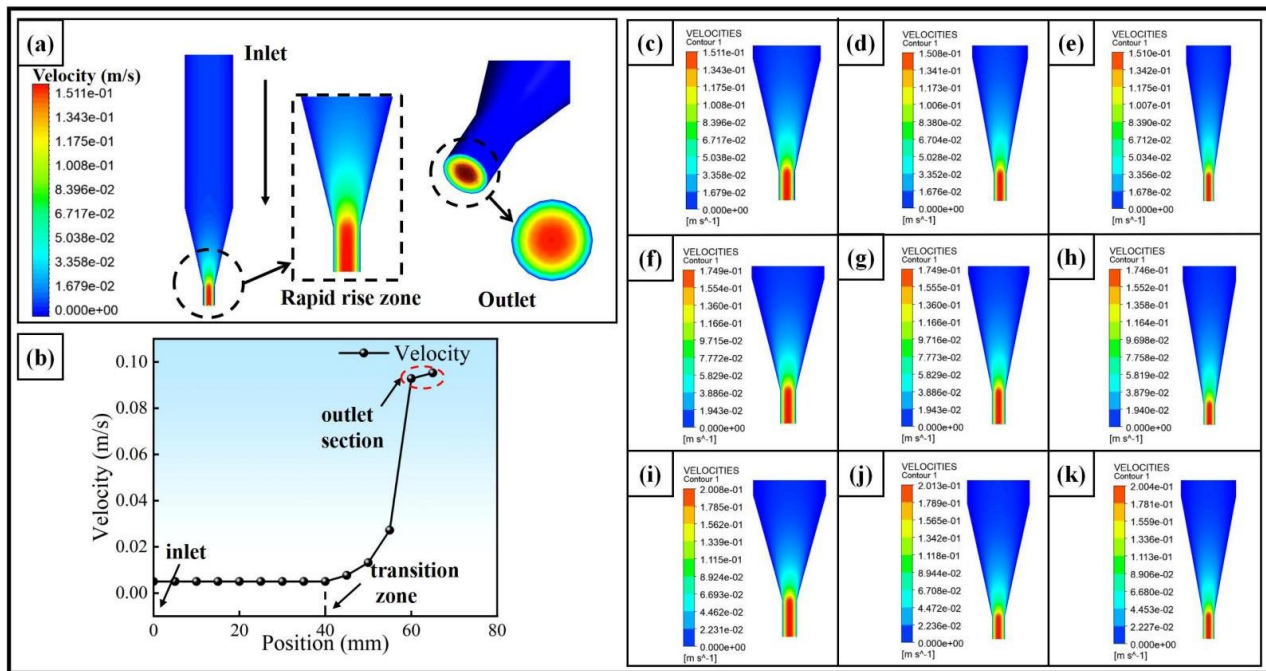 (a)
Velocity (m/s)
1.511e-01
1.343e-01
1.175e-01
1.008e-01
8.396e-02
6.717e-02
5.038e-02
3.358e-02
1.679e-02
0.000e+00
Inlet
Rapid rise zone
Outlet
(b)
Velocity
outlet
section
inlet
transition
zone
Velocity (m/s)
0.10
0.08
0.06
0.04
0.02
0.00
0
20
40
60
80
Position (mm)
(c)
VELOCITIES
Contour 1
1.511e-01
1.343e-01
1.175e-01
1.008e-01
8.396e-02
6.717e-02
5.038e-02
3.358e-02
1.679e-02
0.000e+00
[m s^-1]
(d)
VELOCITIES
Contour 1
1.508e-01
1.341e-01
1.173e-01
1.006e-01
8.380e-02
6.704e-02
5.028e-02
3.352e-02
1.676e-02
0.000e+00
[m s^-1]
(e)
VELOCITIES
Contour 1
1.510e-01
1.342e-01
1.175e-01
1.007e-01
8.390e-02
6.712e-02
5.034e-02
3.356e-02
1.678e-02
0.000e+00
[m s^-1]
(f)
VELOCITIES
Contour 1
1.749e-01
1.554e-01
1.360e-01
1.166e-01
9.715e-02
7.772e-02
5.829e-02
3.886e-02
1.943e-02
0.000e+00
[m s^-1]
(g)
VELOCITIES
Contour 1
1.749e-01
1.555e-01
1.360e-01
1.166e-01
9.716e-02
7.773e-02
5.829e-02
3.886e-02
1.943e-02
0.000e+00
[m s^-1]
(h)
VELOCITIES
Contour 1
1.746e-01
1.552e-01
1.358e-01
1.164e-01
9.698e-02
7.758e-02
5.819e-02
3.879e-02
1.940e-02
0.000e+00
[m s^-1]
(i)
VELOCITIES
Contour 1
2.008e-01
1.785e-01
1.562e-01
1.339e-01
1.115e-01
8.924e-02
6.693e-02
4.462e-02
2.231e-02
0.000e+00
[m s^-1]
(j)
VELOCITIES
Contour 1
2.013e-01
1.789e-01
1.565e-01
1.342e-01
1.118e-01
8.944e-02
6.708e-02
4.472e-02
2.236e-02
0.000e+00
[m s^-1]
(k)
VELOCITIES
Contour 1
2.004e-01
1.781e-01
1.559e-01
1.336e-01
1.113e-01
8.906e-02
6.680e-02
4.453e-02
2.227e-02
0.000e+00
[m s^-1]